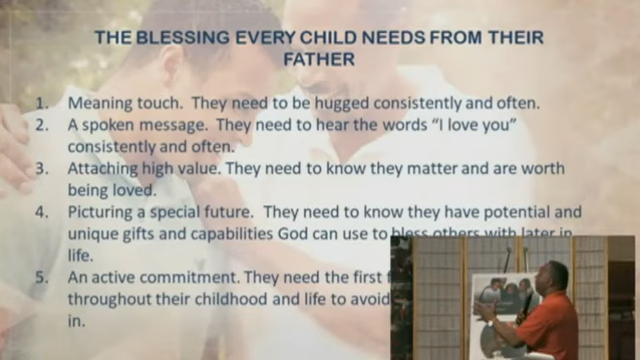 THE BLESSING EVERY CHILD NEEDS FROM THEIR
FATHER
1. Meaning touch. They need to be hugged consistently and often.
2. A spoken message. They need to hear the words “I love you”
consistently and often.
3. Attaching high value. They need to know they matter and are worth
being loved.
4. Picturing a special future. They need to know they have potential and
unique gifts and capabilities God can use to bless others with later in
life.
5. An active commitment. They need the first
throughout their childhood and life to avoid
in.